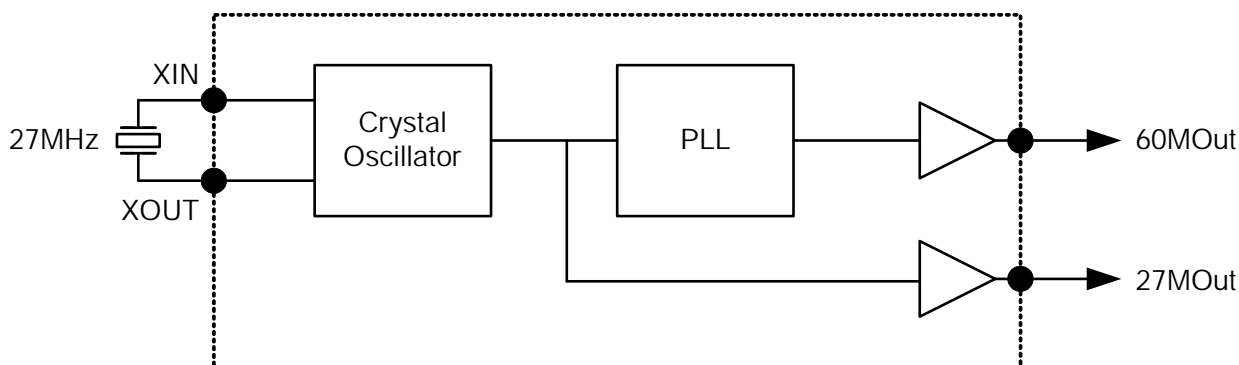 XIN
27MHz
XOUT
Crystal
Oscillator
PLL
60MOut
27MOut